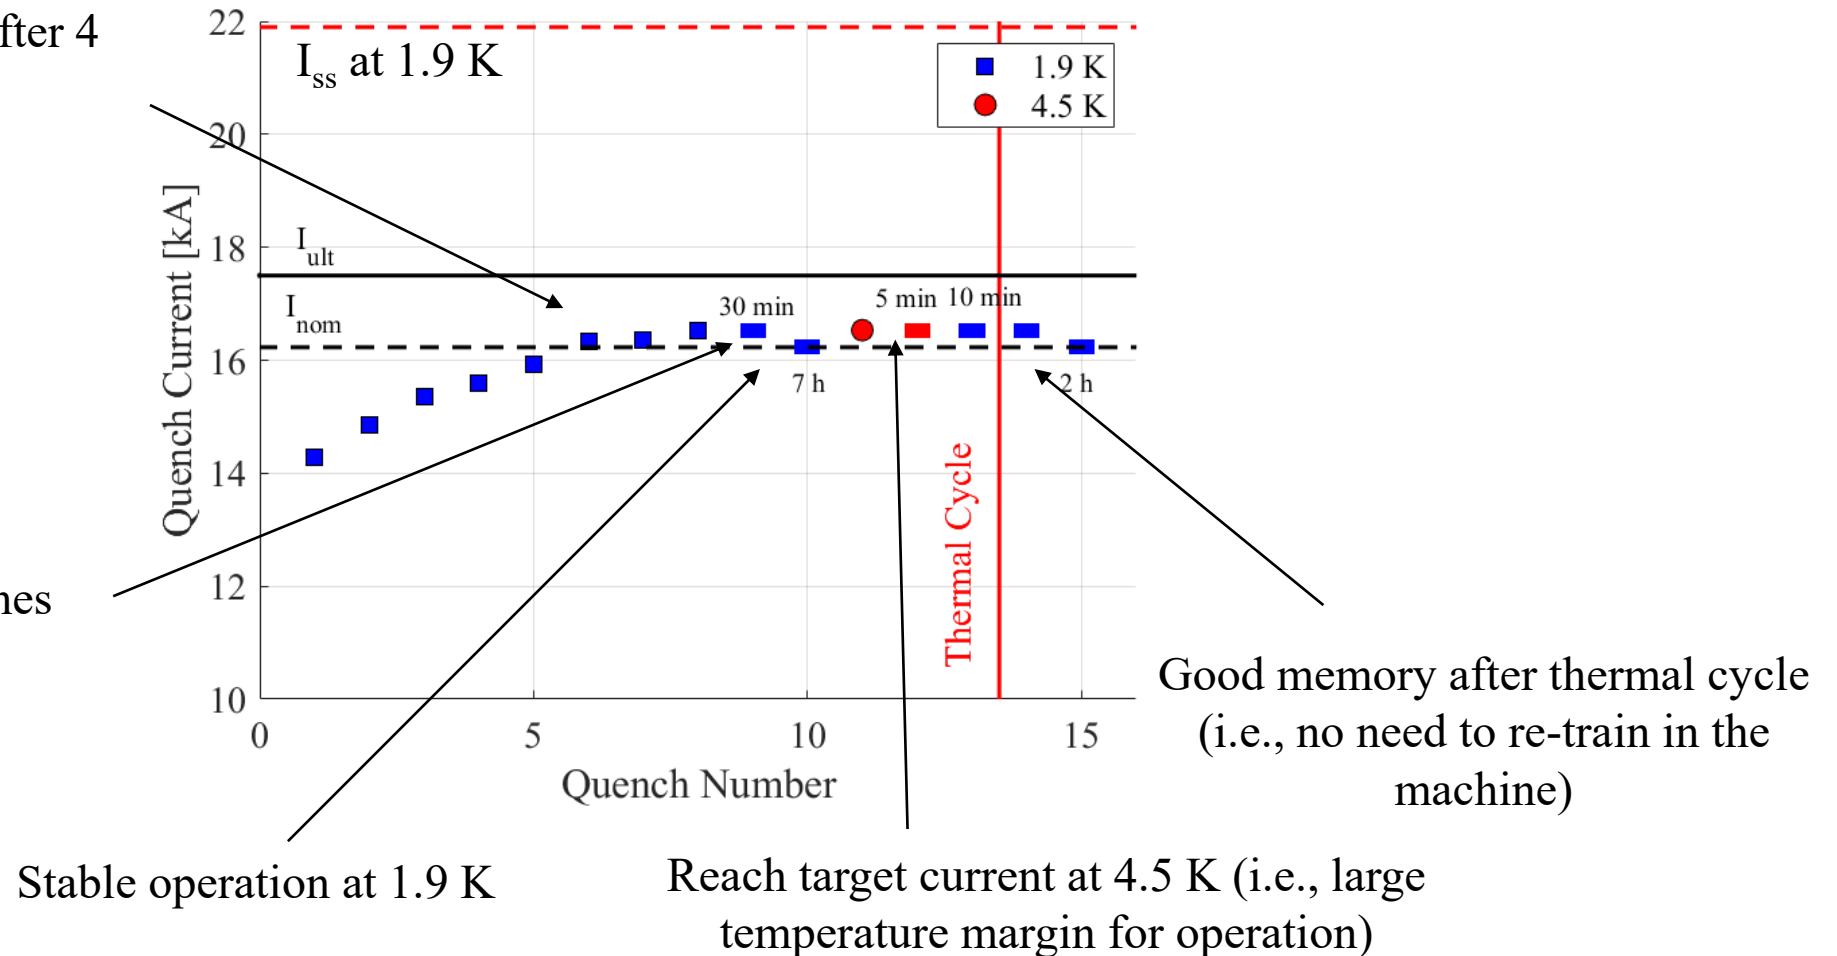 fter 4
22
I_ss at 1.9 K
1.9 K
4.5 K
20
18
I_ult
I_nom
30 min
5 min 10 min
16
7 h
2 h
14
12
10
Quench Current [kA]
Thermal Cycle
nes
0 5 10 15
Quench Number
Good memory after thermal cycle
(i.e., no need to re-train in the
machine)
Stable operation at 1.9 K
Reach target current at 4.5 K (i.e., large
temperature margin for operation)